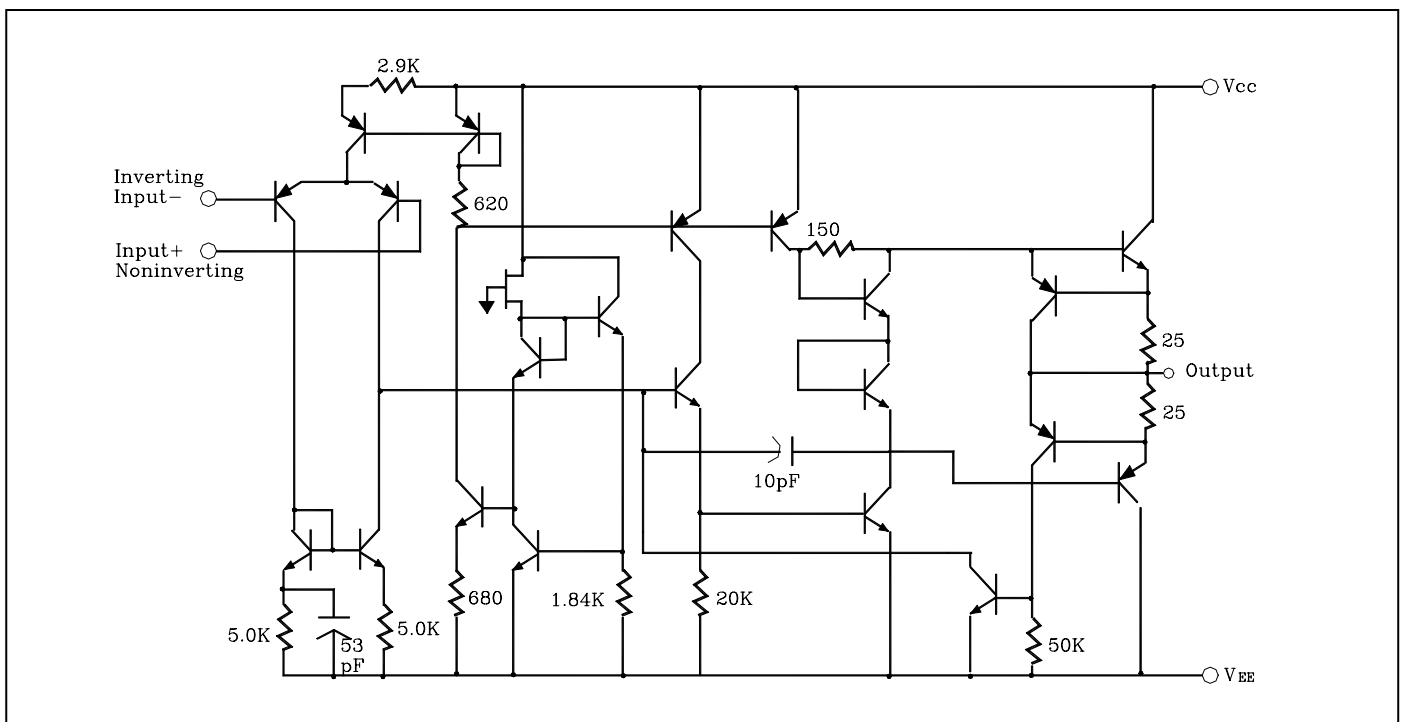 2.9K
Vcc
Inverting
Input−
620
150
Input+
Noninverting
25
Output
25
10pF
680
1.84K
20K
5.0K
53
pF
5.0K
50K
VEE